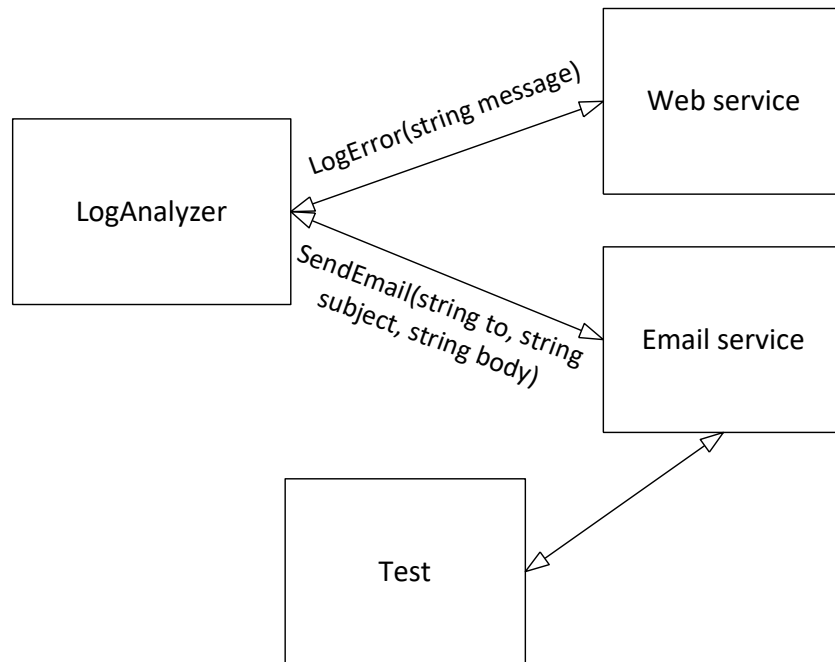 LogAnalyzer
LogError(string message)
Web service
SendEmail(string to, string
subject, string body)
Email service
Test